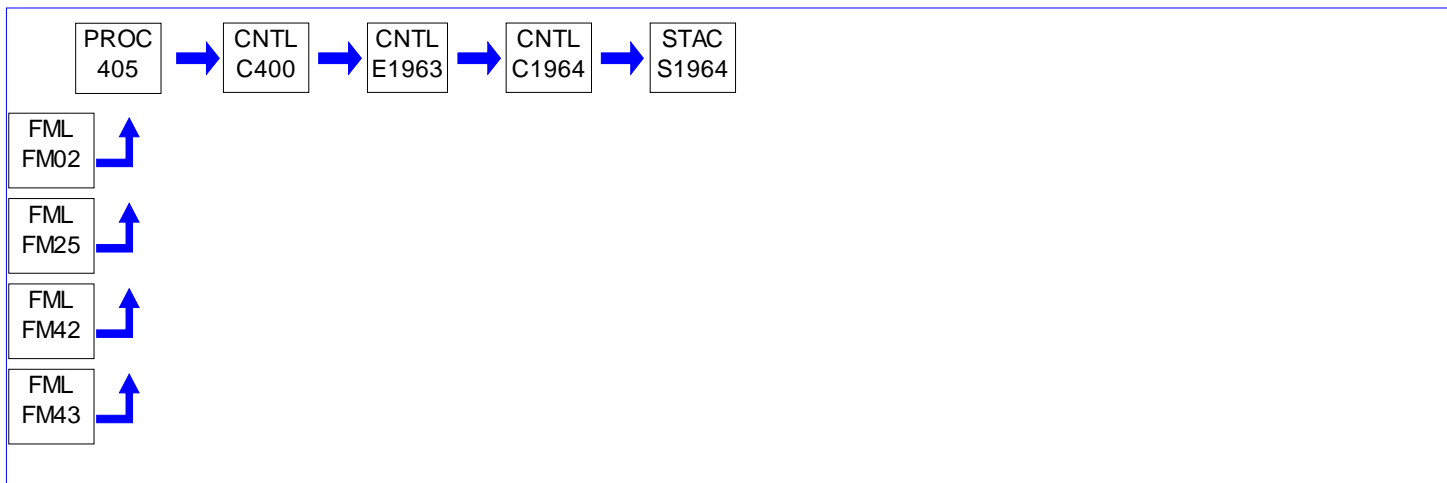 PROC
405
CNTL
C400
CNTL
E1963
CNTL
C1964
STAC
S1964
FML
FM02
FML
FM25
FML
FM42
FML
FM43